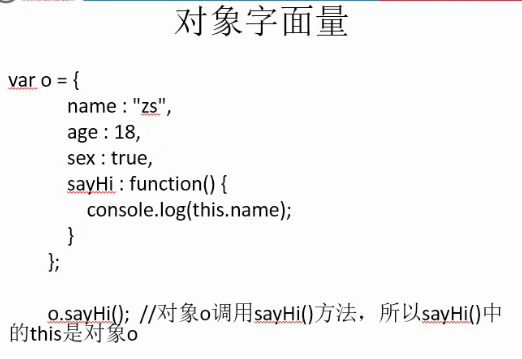 对象字面量
var o = {
name : "zs",
age : 18,
sex : true,
sayHi : function() {
console.log(this.name);
}
};
o.sayHi();  //对象o调用sayHi()方法，所以sayHi()中
的this是对象o